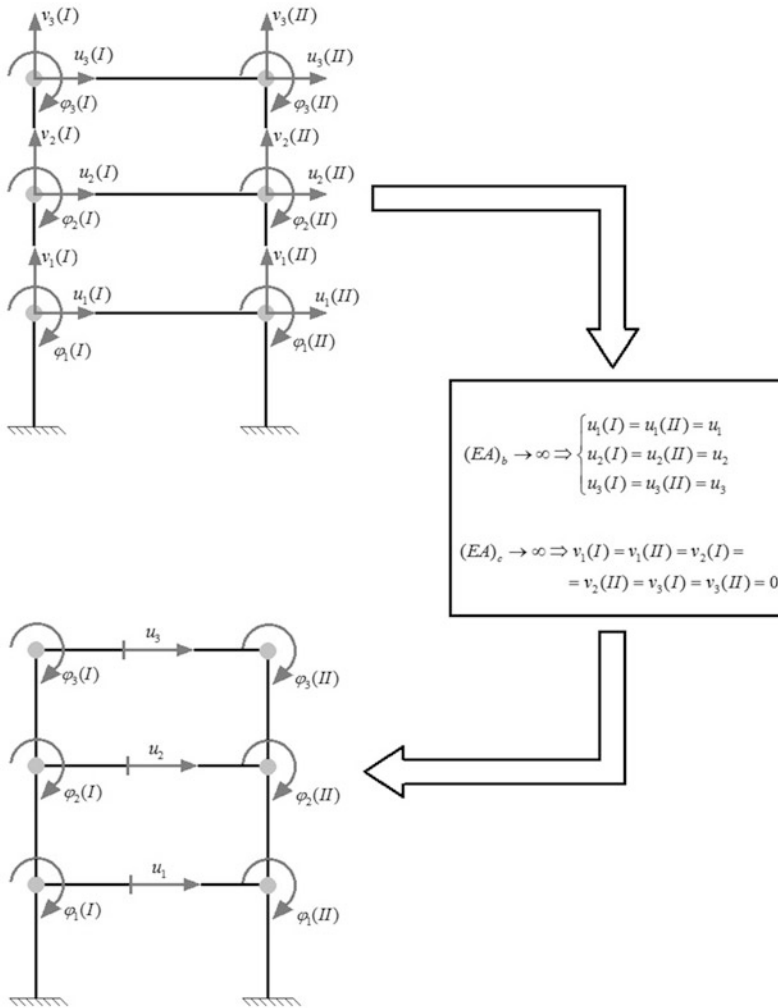 v₃(I) v₃(II)
u₃(I) u₃(II)
φ₃(I) φ₃(II)
v₂(I) v₂(II)
u₂(I) u₂(II)
φ₂(I) φ₂(II)
v₁(I) v₁(II)
u₁(I) u₁(II)
φ₁(I) φ₁(II)
u₁(I) = u₁(II) = u₁
(EA)_b → ∞ ⇒ { u₂(I) = u₂(II) = u₂
u₃(I) = u₃(II) = u₃
(EA)_c → ∞ ⇒ v₁(I) = v₁(II) = v₂(I) =
= v₂(II) = v₃(I) = v₃(II) = 0
u₃
φ₃(I) φ₃(II)
u₂
φ₂(I) φ₂(II)
u₁
φ₁(I) φ₁(II)